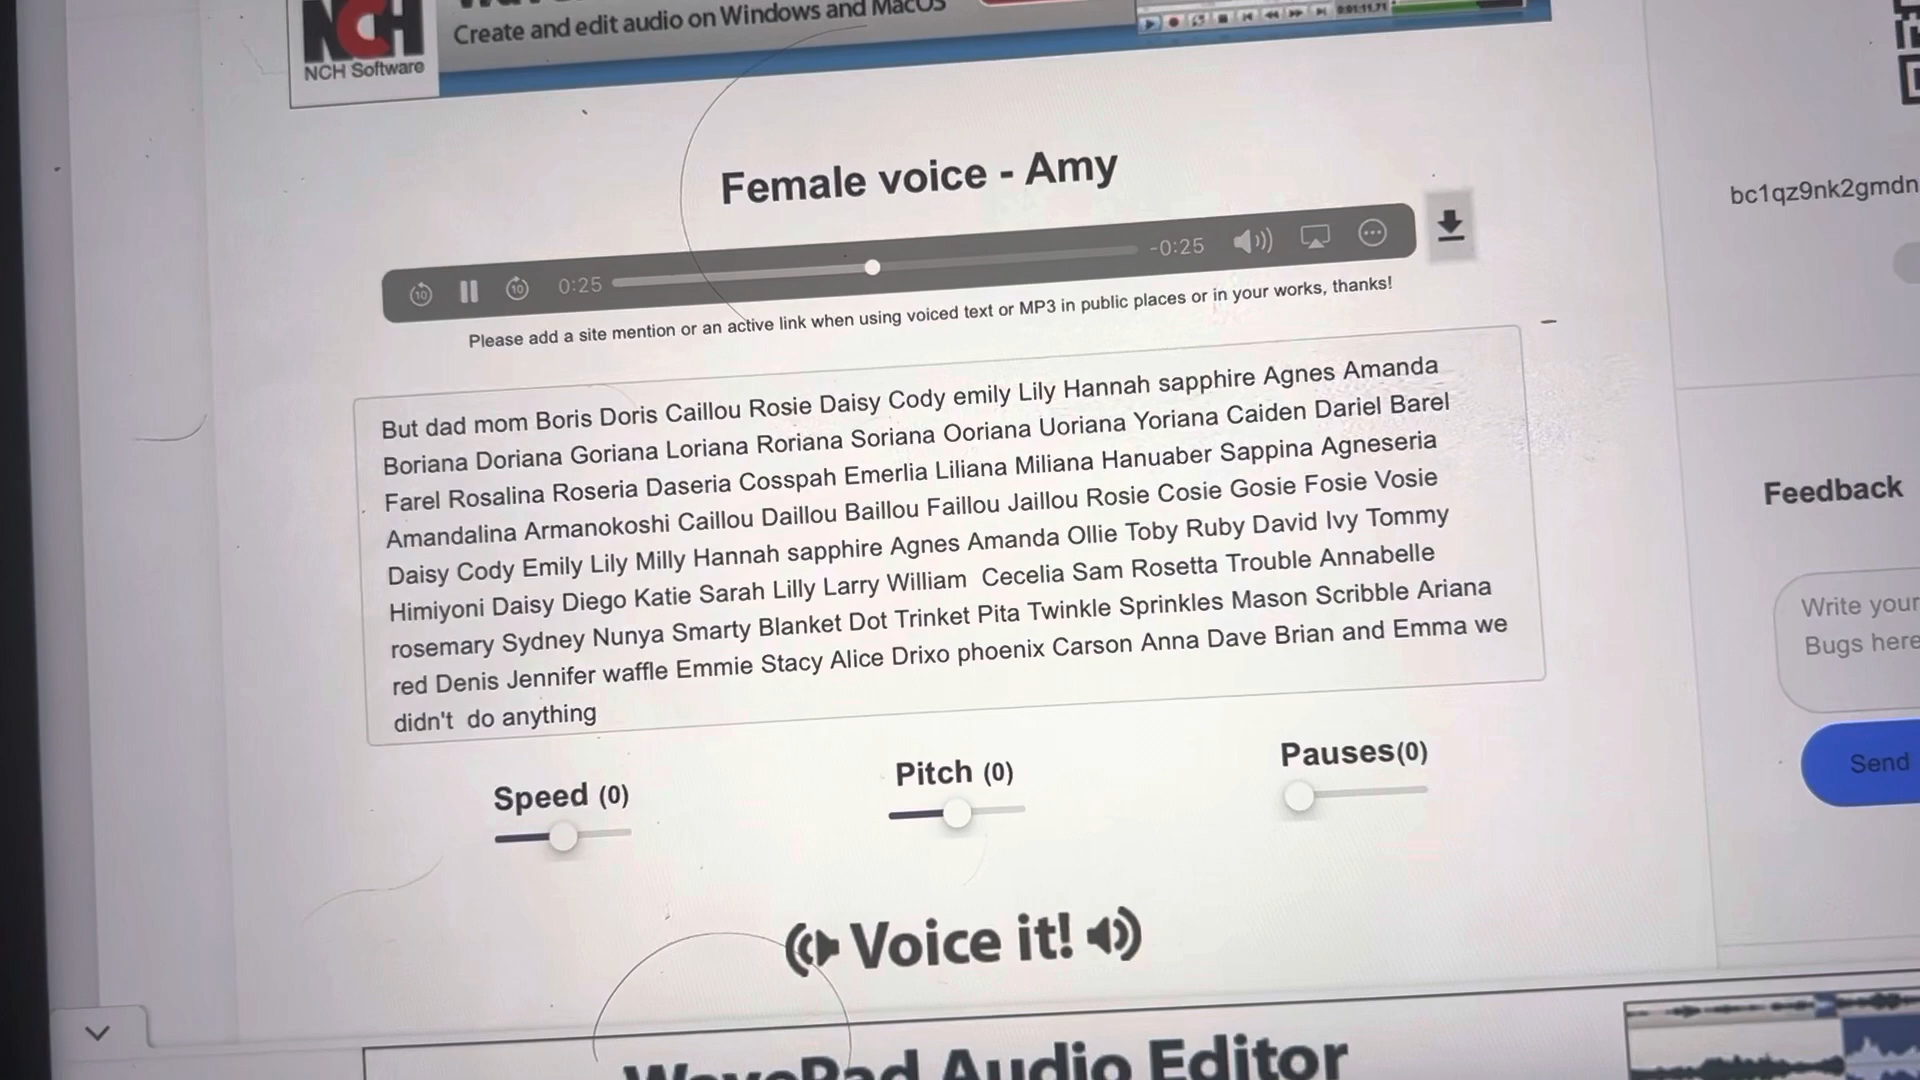 NCH
NCH Software
Create and edit audio on Windows and MacOS
0:01:11.71
Female voice - Amy
10
10
0:25
-0:25
Please add a site mention or an active link when using voiced text or MP3 in public places or in your works, thanks!
But dad mom Boris Doris Caillou Rosie Daisy Cody emily Lily Hannah sapphire Agnes Amanda
Boriana Doriana Goriana Loriana Roriana Soriana Ooriana Uoriana Yoriana Caiden Dariel Barel
Farel Rosalina Roseria Daseria Cosspah Emerlia Liliana Miliana Hanuaber Sappina Agneseria
Amandalina Armanokoshi Caillou Daillou Baillou Faillou Jaillou Rosie Cosie Gosie Fosie Vosie
Daisy Cody Emily Lily Milly Hannah sapphire Agnes Amanda Ollie Toby Ruby David Ivy Tommy
Himiyoni Daisy Diego Katie Sarah Lilly Larry William  Cecelia Sam Rosetta Trouble Annabelle
rosemary Sydney Nunya Smarty Blanket Dot Trinket Pita Twinkle Sprinkles Mason Scribble Ariana
red Denis Jennifer waffle Emmie Stacy Alice Drixo phoenix Carson Anna Dave Brian and Emma we
didn't  do anything
Speed (0)
Pitch (0)
Pauses(0)
Voice it!
WavePad Audio Editor
bc1qz9nk2gmdn
Feedback
Write your
Bugs here
Send